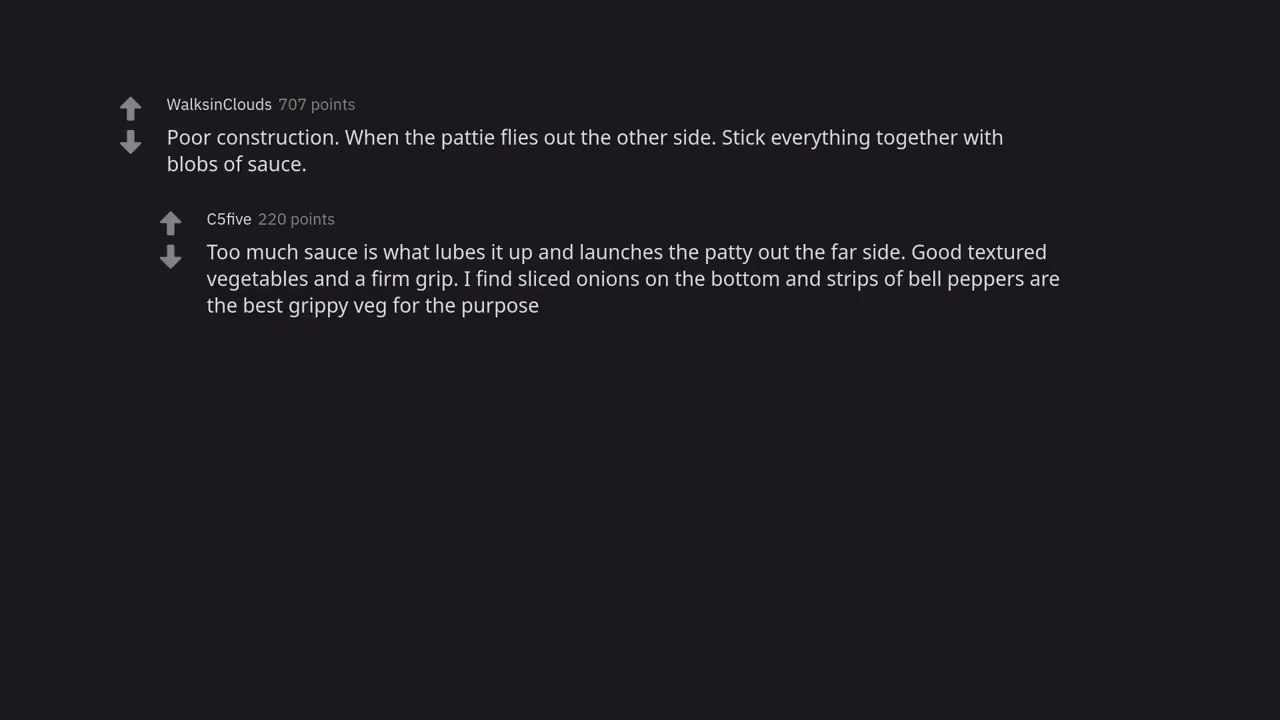 WalksinClouds 707 points
Poor construction. When the pattie flies out the other side. Stick everything together with
blobs of sauce.
C5five 220 points
Too much sauce is what lubes it up and launches the patty out the far side. Good textured
vegetables and a firm grip. I find sliced onions on the bottom and strips of bell peppers are
the best grippy veg for the purpose